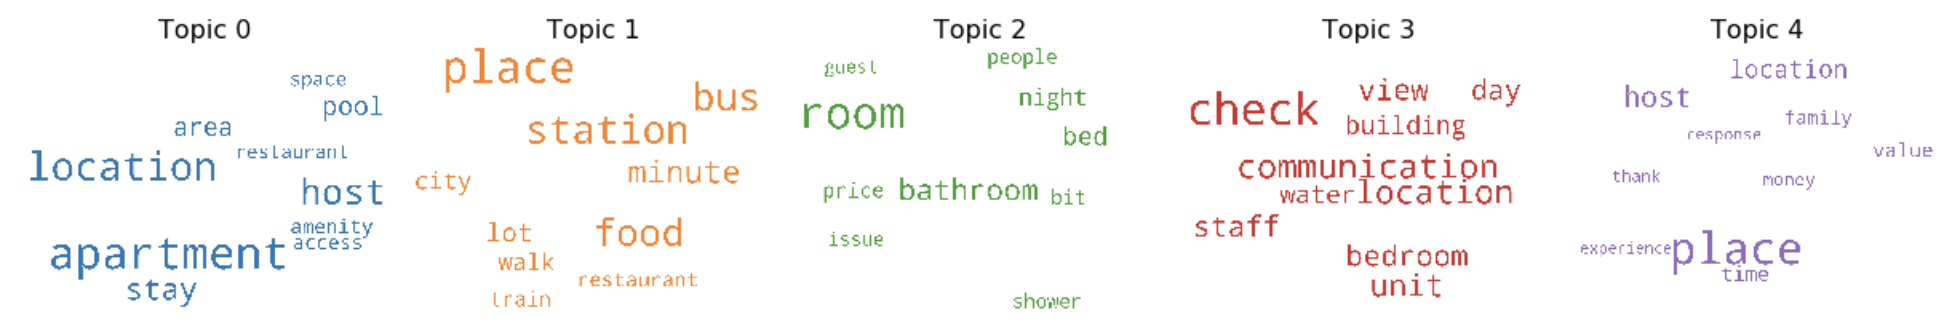 Topic 0
space
pool
area
restaurant
location
host
amenity
access
apartment
stay
Topic 1
place
bus
station
minute
city
lot
food
walk
restaurant
train
Topic 2
people
guest
night
room
bed
price bathroom bit
issue
shower
Topic 3
view day
check
building
communication
water location
staff
bedroom
unit
Topic 4
location
host
family
response
value
thank
money
experience place
time